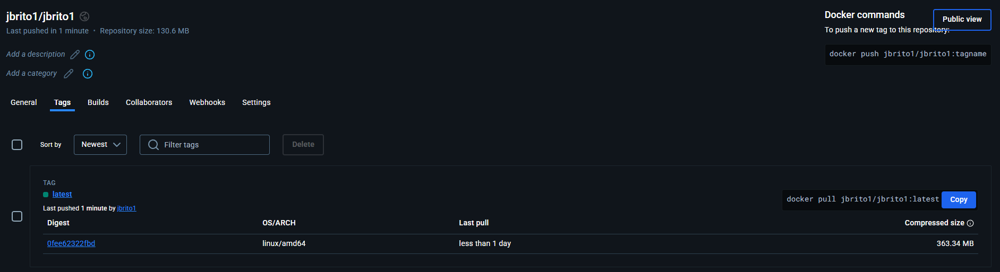 jbrito1/jbrito1
Last pushed in 1 minute • Repository size: 130.6 MB
Add a description
Add a category
Docker commands
Public view
To push a new tag to this repository:
docker push jbrito1/jbrito1:tagname
General Tags Builds Collaborators Webhooks Settings
Sort by Newest Filter tags Delete
TAG
latest
Last pushed 1 minute by jbrito1
docker pull jbrito1/jbrito1:latest Copy
Digest OS/ARCH Last pull Compressed size
0fee62322fbd linux/amd64 less than 1 day 363.34 MB